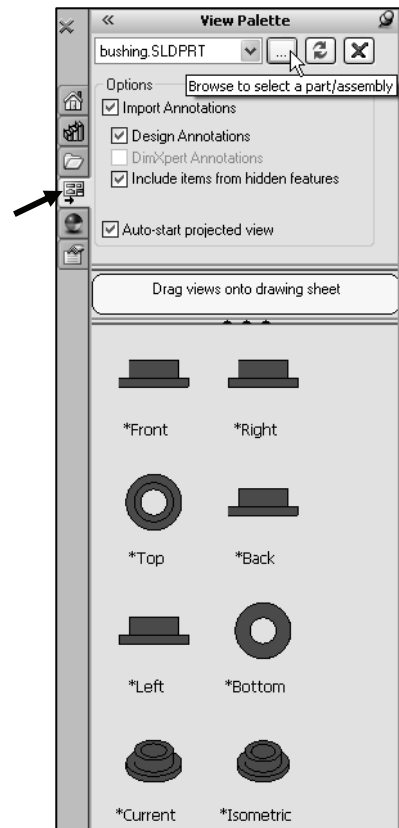 View Palette
bushing.SLDPRT
...
Browse to select a part/assembly
Options
Import Annotations
Design Annotations
DimXpert Annotations
Include items from hidden features
Auto-start projected view
Drag views onto drawing sheet
*Front *Right
*Top *Back
*Left *Bottom
*Current *Isometric